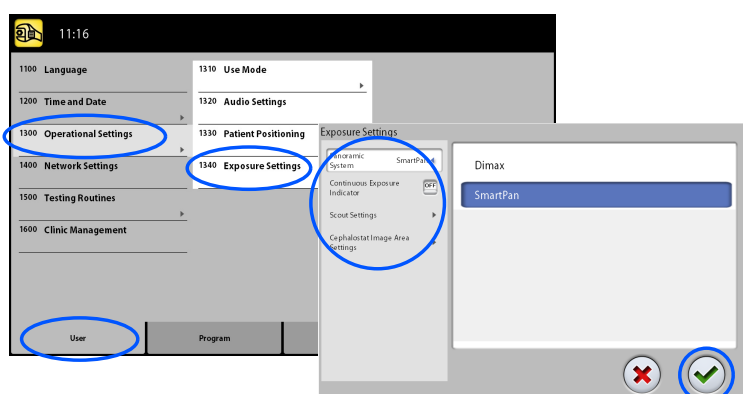 11:16
1100 Language
1200 Time and Date
1300 Operational Settings
1400 Network Settings
1500 Testing Routines
1600 Clinic Management
1310 Use Mode
1320 Audio Settings
1330 Patient Positioning
1340 Exposure Settings
User
Program
Exposure Settings
Panoramic
System
SmartPan
Continuous Exposure
Indicator
OFF
Scout Settings
Cephalostat Image Area
Settings
Dimax
SmartPan